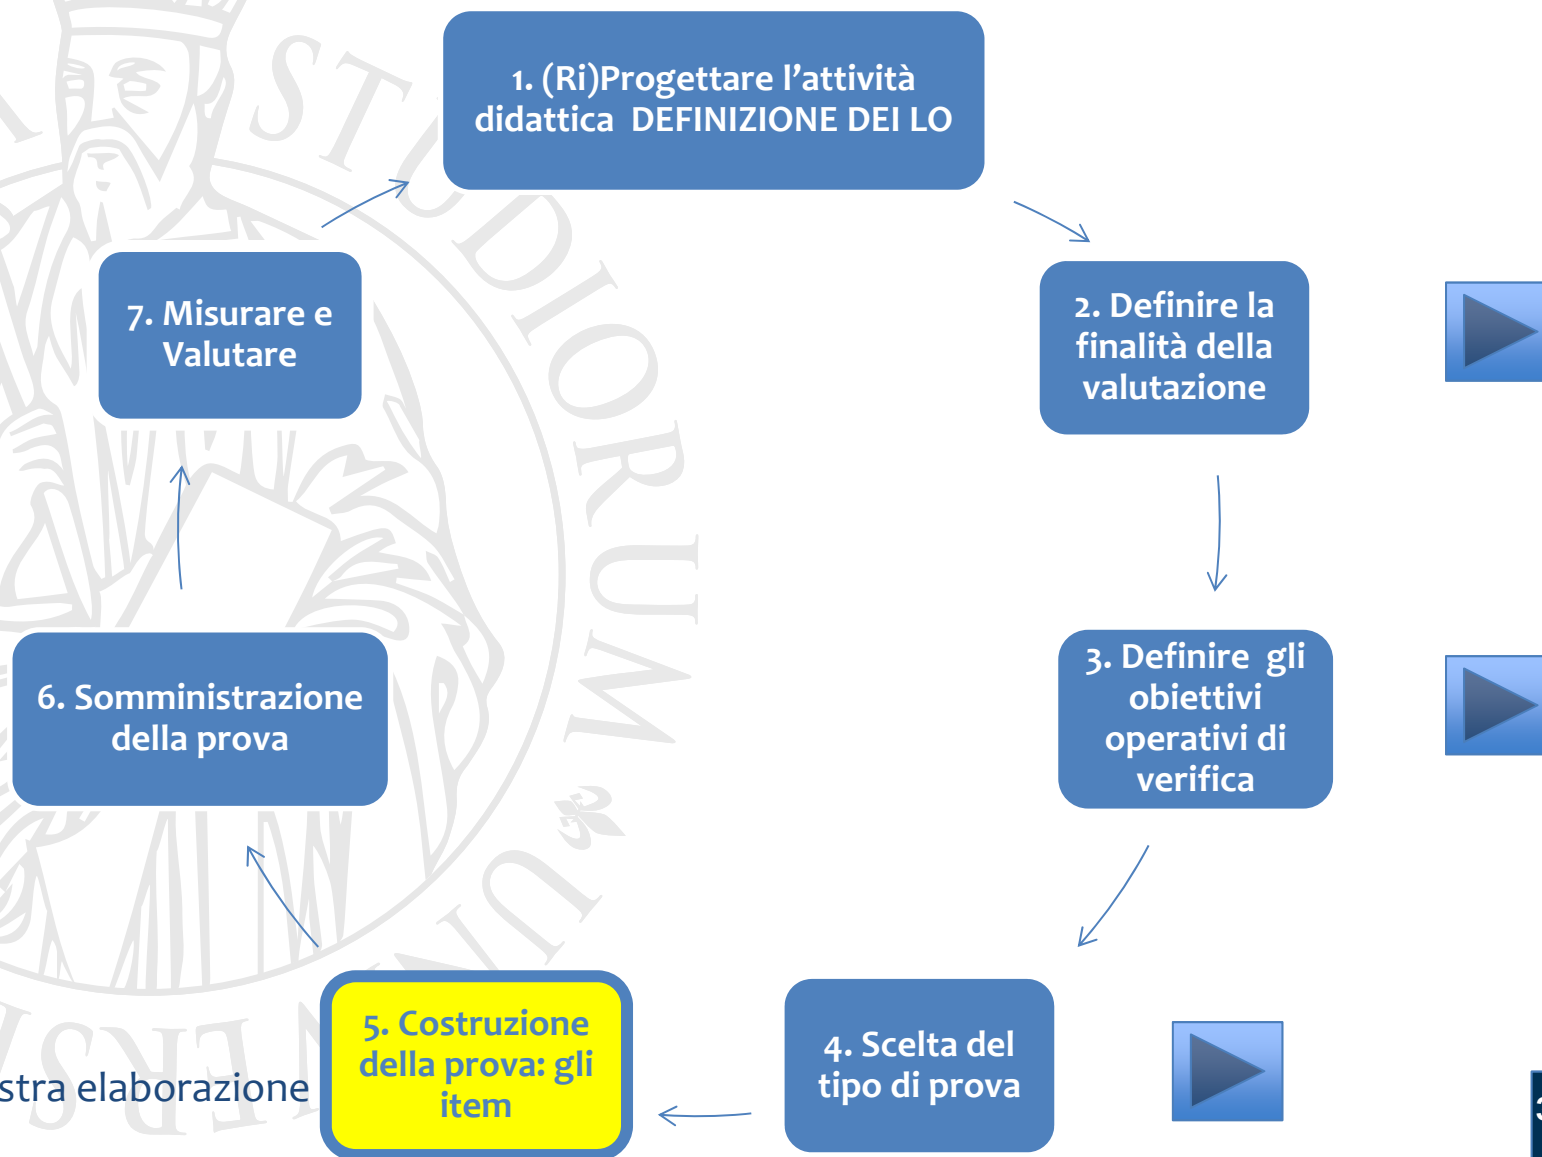 1. (Ri)Progettare l'attività
didattica  DEFINIZIONE DEI LO
2. Definire la
finalità della
valutazione
3. Definire  gli
obiettivi
operativi di
verifica
4. Scelta del
tipo di prova
5. Costruzione
della prova: gli
item
6. Somministrazione
della prova
7. Misurare e
Valutare
stra elaborazione
STUDIORUM